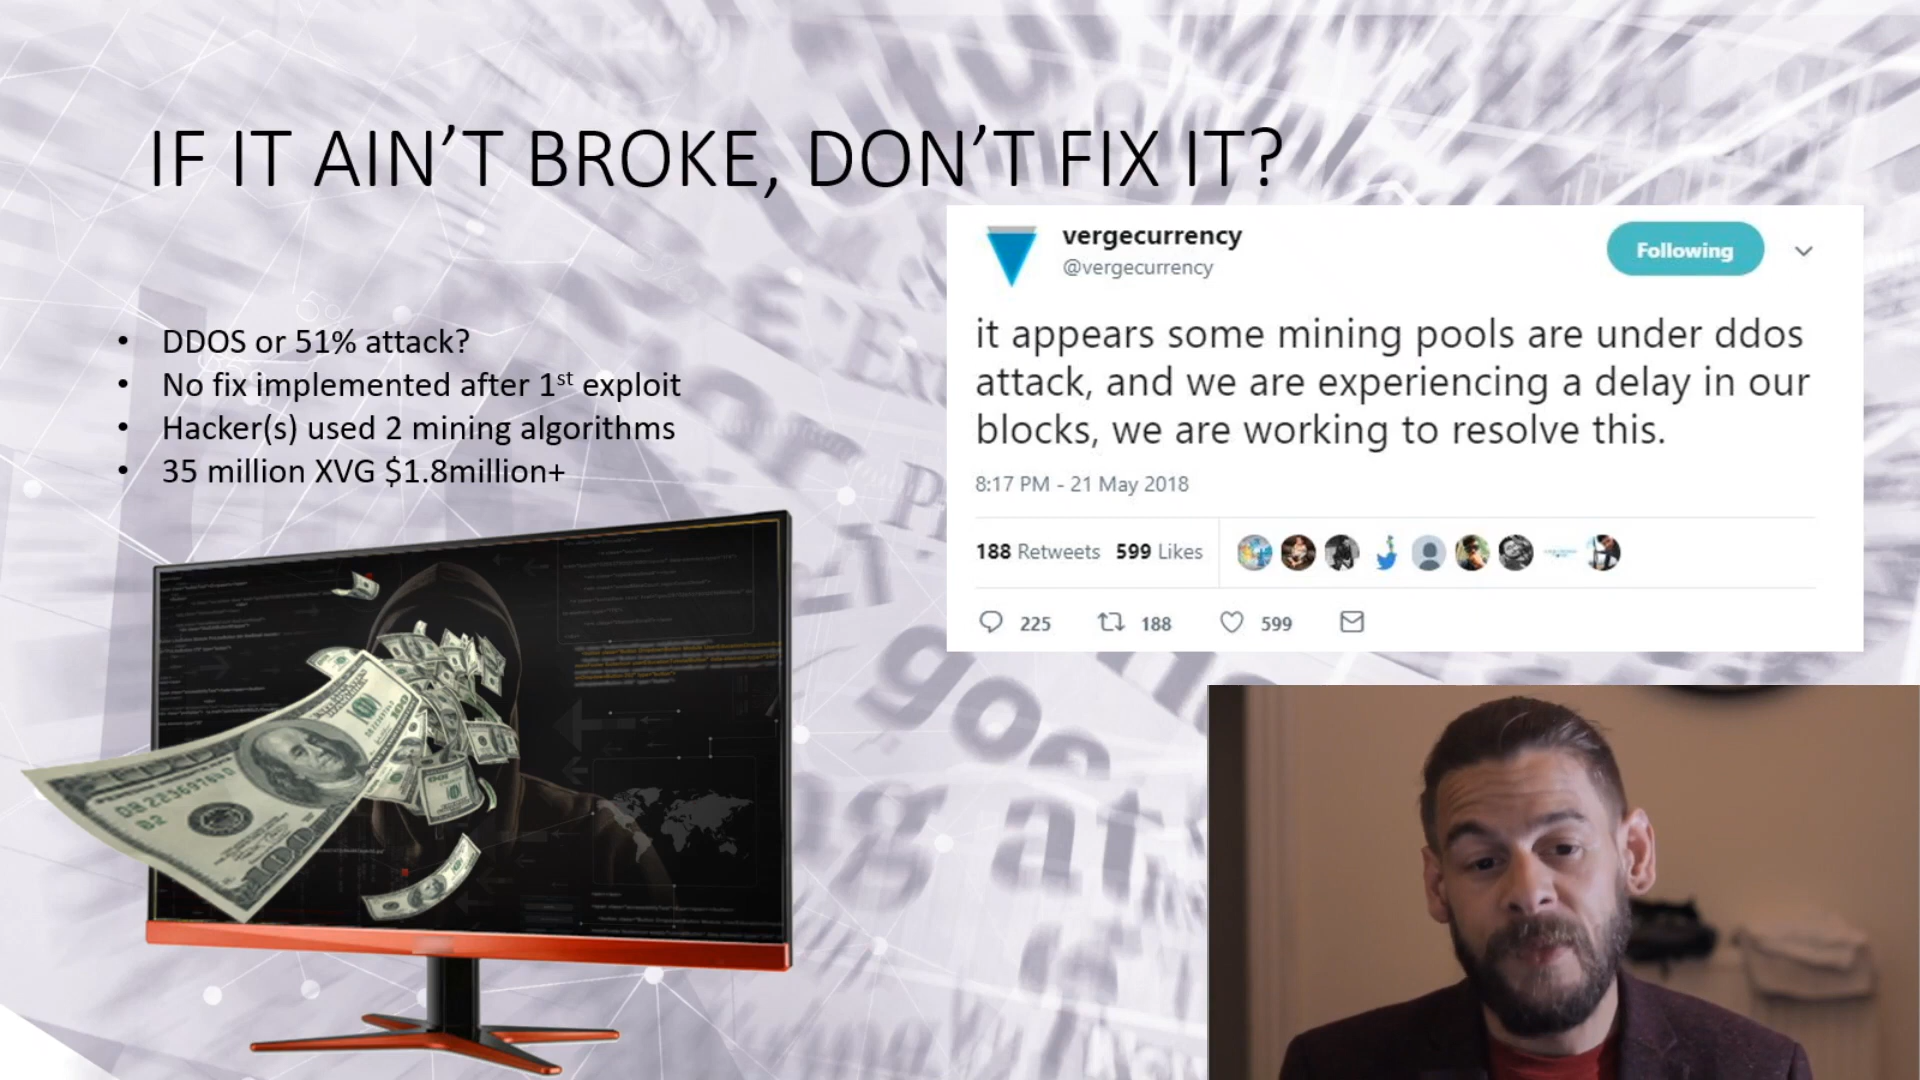 IF IT AIN’T BROKE, DON’T FIX IT?
• DDOS or 51% attack?
• No fix implemented after 1st exploit
• Hacker(s) used 2 mining algorithms
• 35 million XVG $1.8million+
vergecurrency
@vergecurrency
Following
it appears some mining pools are under ddos
attack, and we are experiencing a delay in our
blocks, we are working to resolve this.
8:17 PM - 21 May 2018
188 Retweets 599 Likes
225 188 599
goo
g at